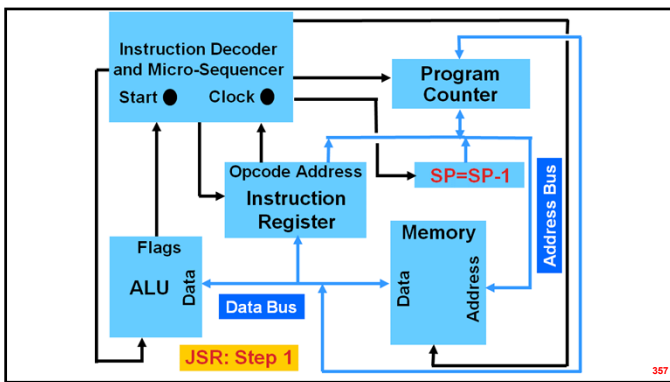 Instruction Decoder
and Micro-Sequencer
Start
Clock
Program
Counter
Opcode Address
Instruction
Register
SP=SP-1
Address Bus
Flags
ALU
Data
Data Bus
Memory
Data
Address
JSR: Step 1
357